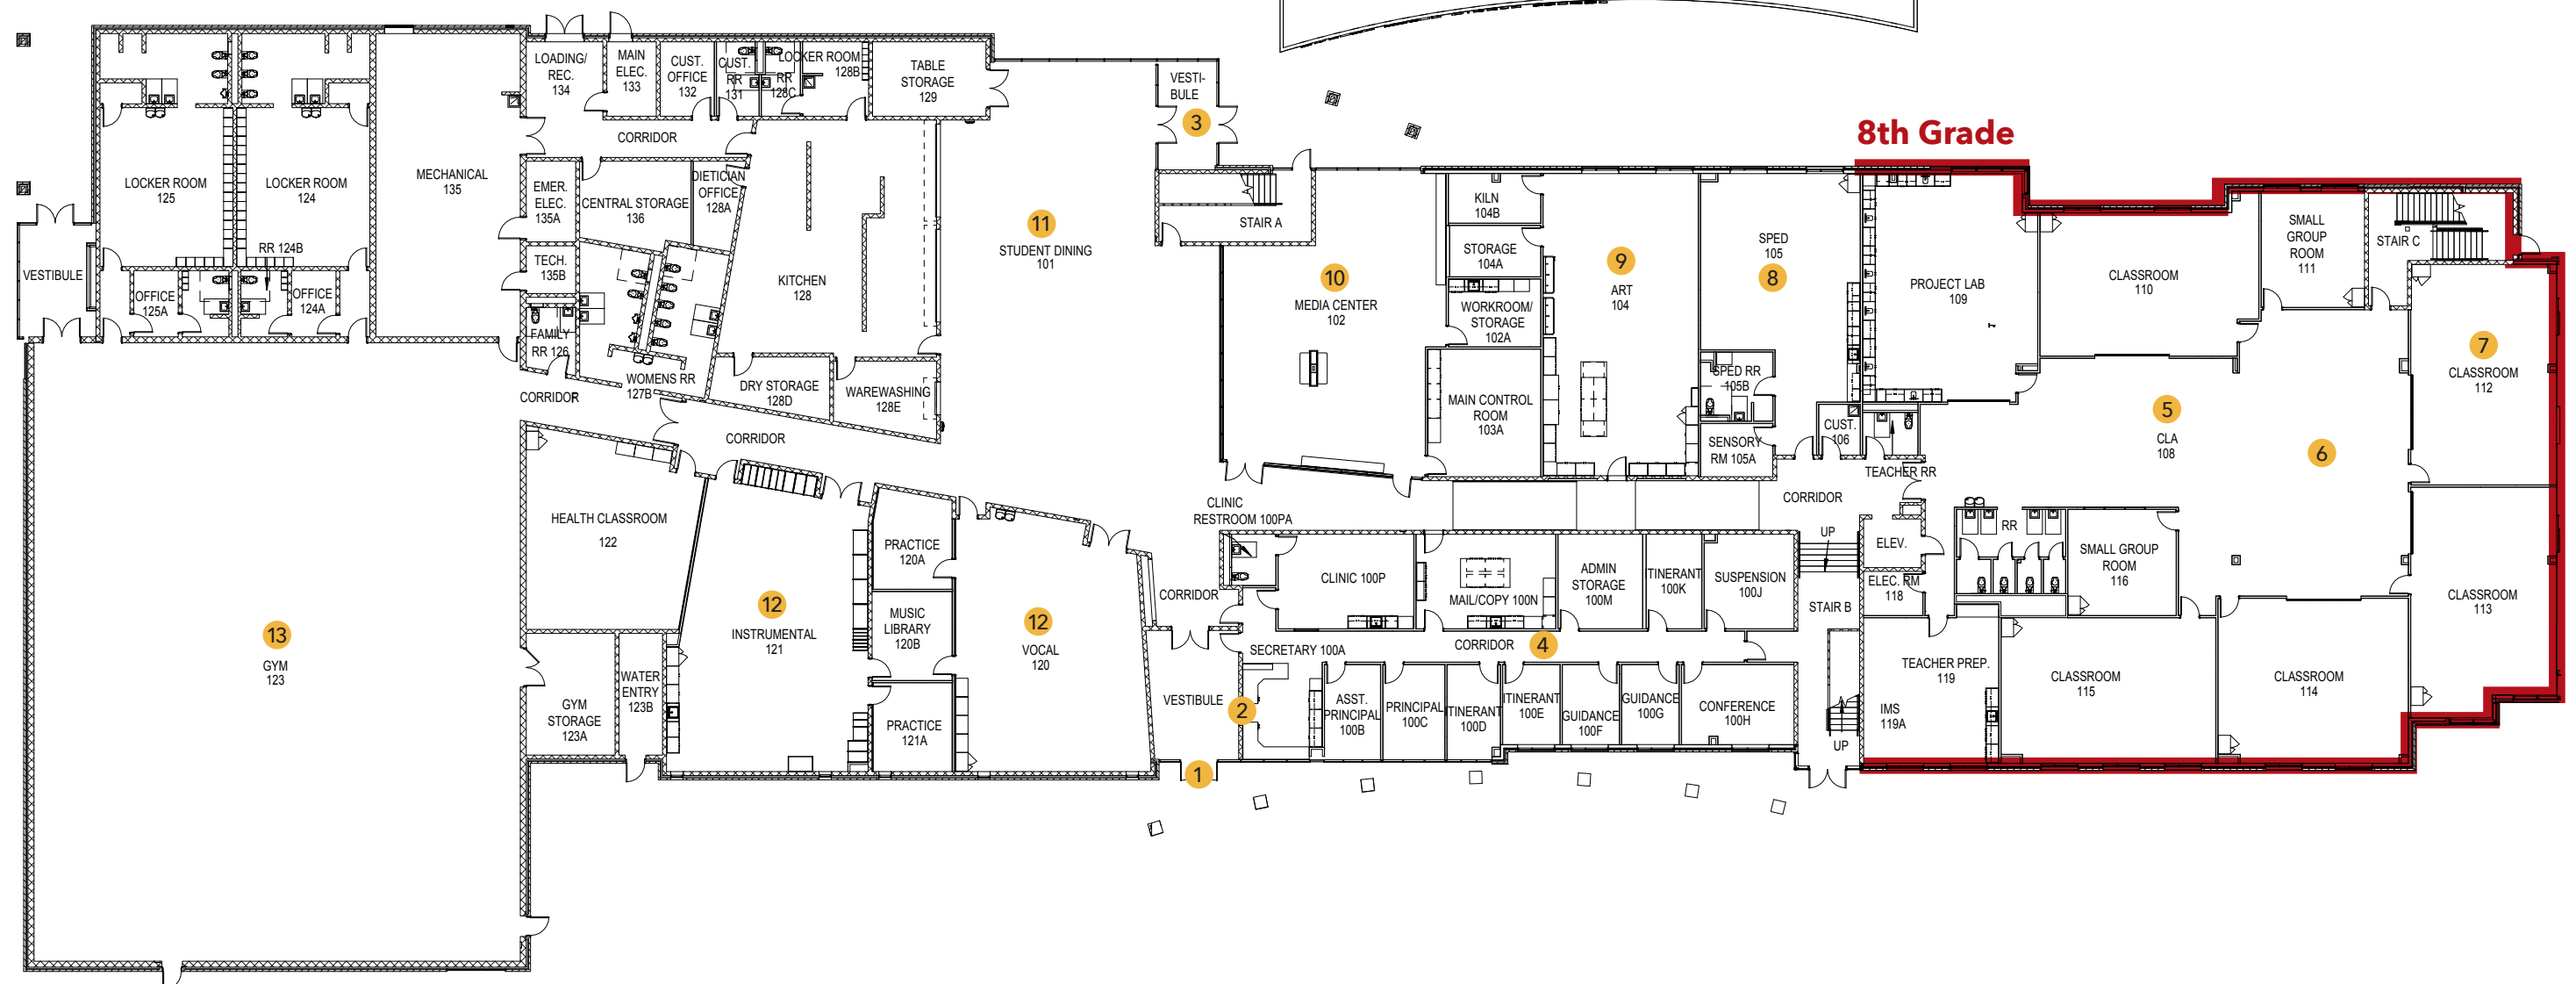 8th Grade
LOADING/
REC.
134
MAIN
ELEC.
133
CUST.
OFFICE
132
CUST.
RR
131
RR
128C
LOCKER ROOM
128B
TABLE
STORAGE
129
VESTI-
BULE
3
CORRIDOR
LOCKER ROOM
125
LOCKER ROOM
124
MECHANICAL
135
EMER.
ELEC.
135A
CENTRAL STORAGE
136
DIETICIAN
OFFICE
128A
TECH.
135B
RR 124B
VESTIBULE
OFFICE
125A
OFFICE
124A
FAMILY
RR 126
KITCHEN
128
11
STUDENT DINING
101
STAIR A
WOMENS RR
127B
DRY STORAGE
128D
WAREWASHING
128E
CORRIDOR
CORRIDOR
10
MEDIA CENTER
102
KILN
104B
STORAGE
104A
WORKROOM/
STORAGE
102A
MAIN CONTROL
ROOM
103A
9
ART
104
SPED
105
8
SPED RR
105B
SENSORY
RM 105A
CUST.
106
TEACHER RR
PROJECT LAB
109
CLASSROOM
110
SMALL
GROUP
ROOM
111
STAIR C
7
CLASSROOM
112
5
CLA
108
6
CORRIDOR
UP
ELEV.
RR
SMALL GROUP
ROOM
116
ELEC. RM
118
STAIR B
UP
CLASSROOM
113
TEACHER PREP.
119
IMS
119A
CLASSROOM
115
CLASSROOM
114
CLINIC
RESTROOM 100PA
CLINIC 100P
MAIL/COPY 100N
ADMIN
STORAGE
100M
ITINERANT
100K
SUSPENSION
100J
CORRIDOR
SECRETARY 100A
CORRIDOR
4
VESTIBULE
2
ASST.
PRINCIPAL
100B
PRINCIPAL
100C
ITINERANT
100D
ITINERANT
100E
GUIDANCE
100F
GUIDANCE
100G
CONFERENCE
100H
1
HEALTH CLASSROOM
122
PRACTICE
120A
MUSIC
LIBRARY
120B
PRACTICE
121A
12
INSTRUMENTAL
121
12
VOCAL
120
13
GYM
123
GYM
STORAGE
123A
WATER
ENTRY
123B